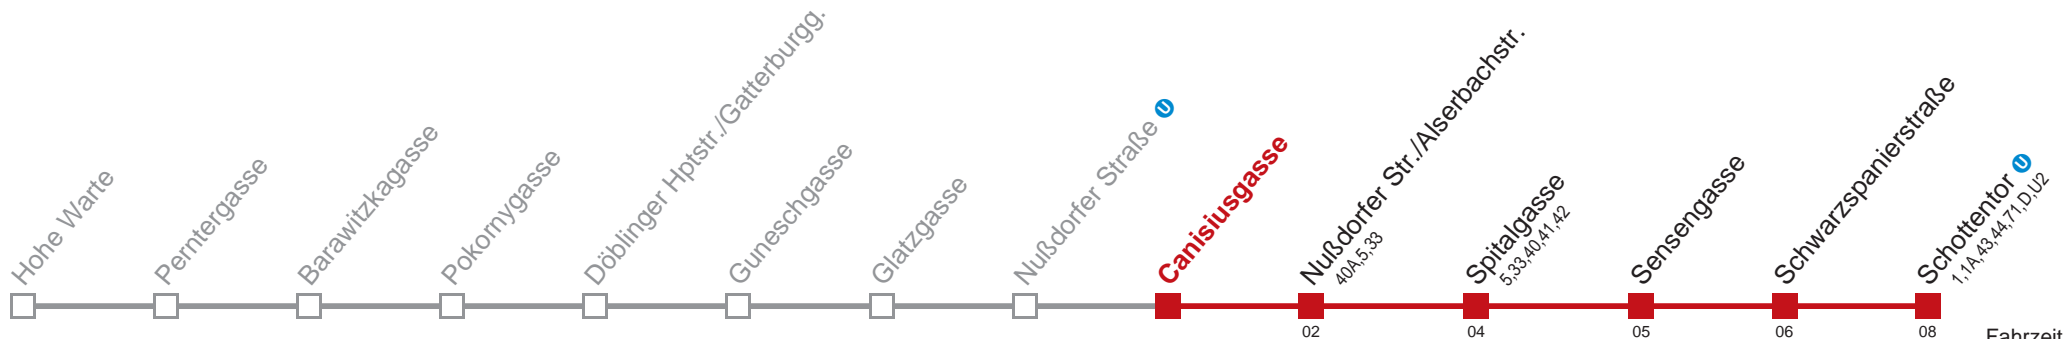 Hohe Warte
Perntergasse
Barawitzkagasse
Pokornygasse
Döblinger Hptstr./Gatterburgg.
Guneschgasse
Glatzgasse
Nußdorfer Straße U
Canisiusgasse
Nußdorfer Str./Alserbachstr.
40A,5,33
Spitalgasse
5,33,40,41,42
Sensengasse
Schwarzspanierstraße
Schottentor U
1,1A,43,44,71,D,U2
02
04
05
06
08
Fahrzeit